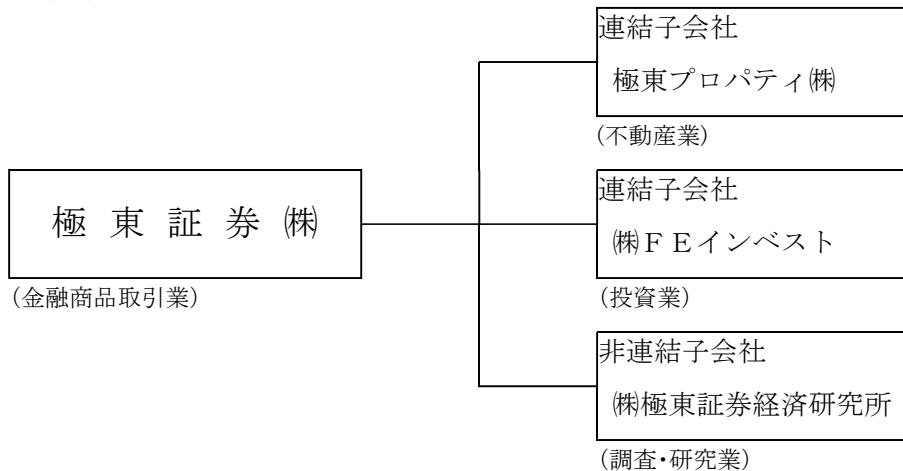 連結子会社
極東プロパティ㈱
(不動産業)
極東証券㈱
(金融商品取引業)
連結子会社
㈱ＦＥインベスト
(投資業)
非連結子会社
㈱極東証券経済研究所
(調査・研究業)